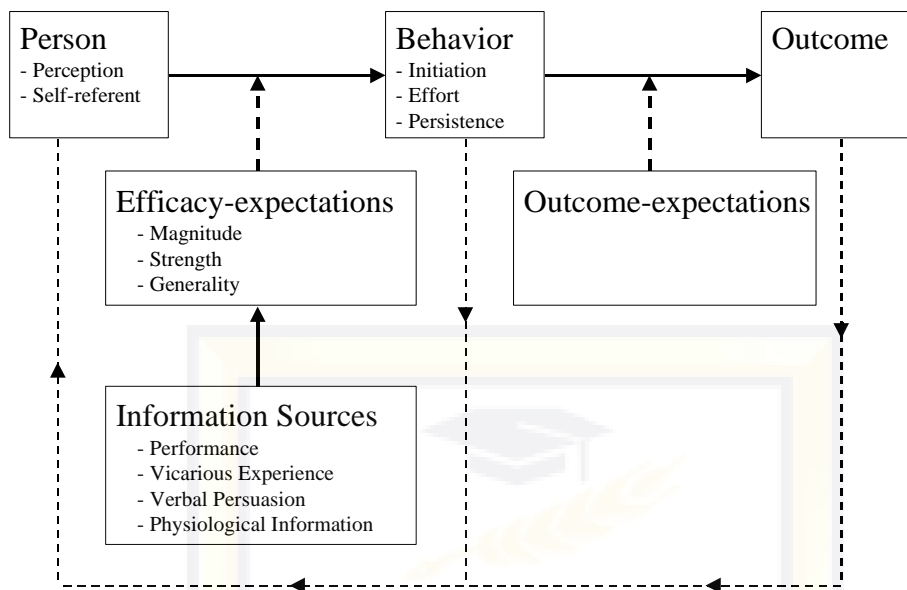 Person
- Perception
- Self-referent
Behavior
- Initiation
- Effort
- Persistence
Outcome
Efficacy-expectations
- Magnitude
- Strength
- Generality
Outcome-expectations
Information Sources
- Performance
- Vicarious Experience
- Verbal Persuasion
- Physiological Information